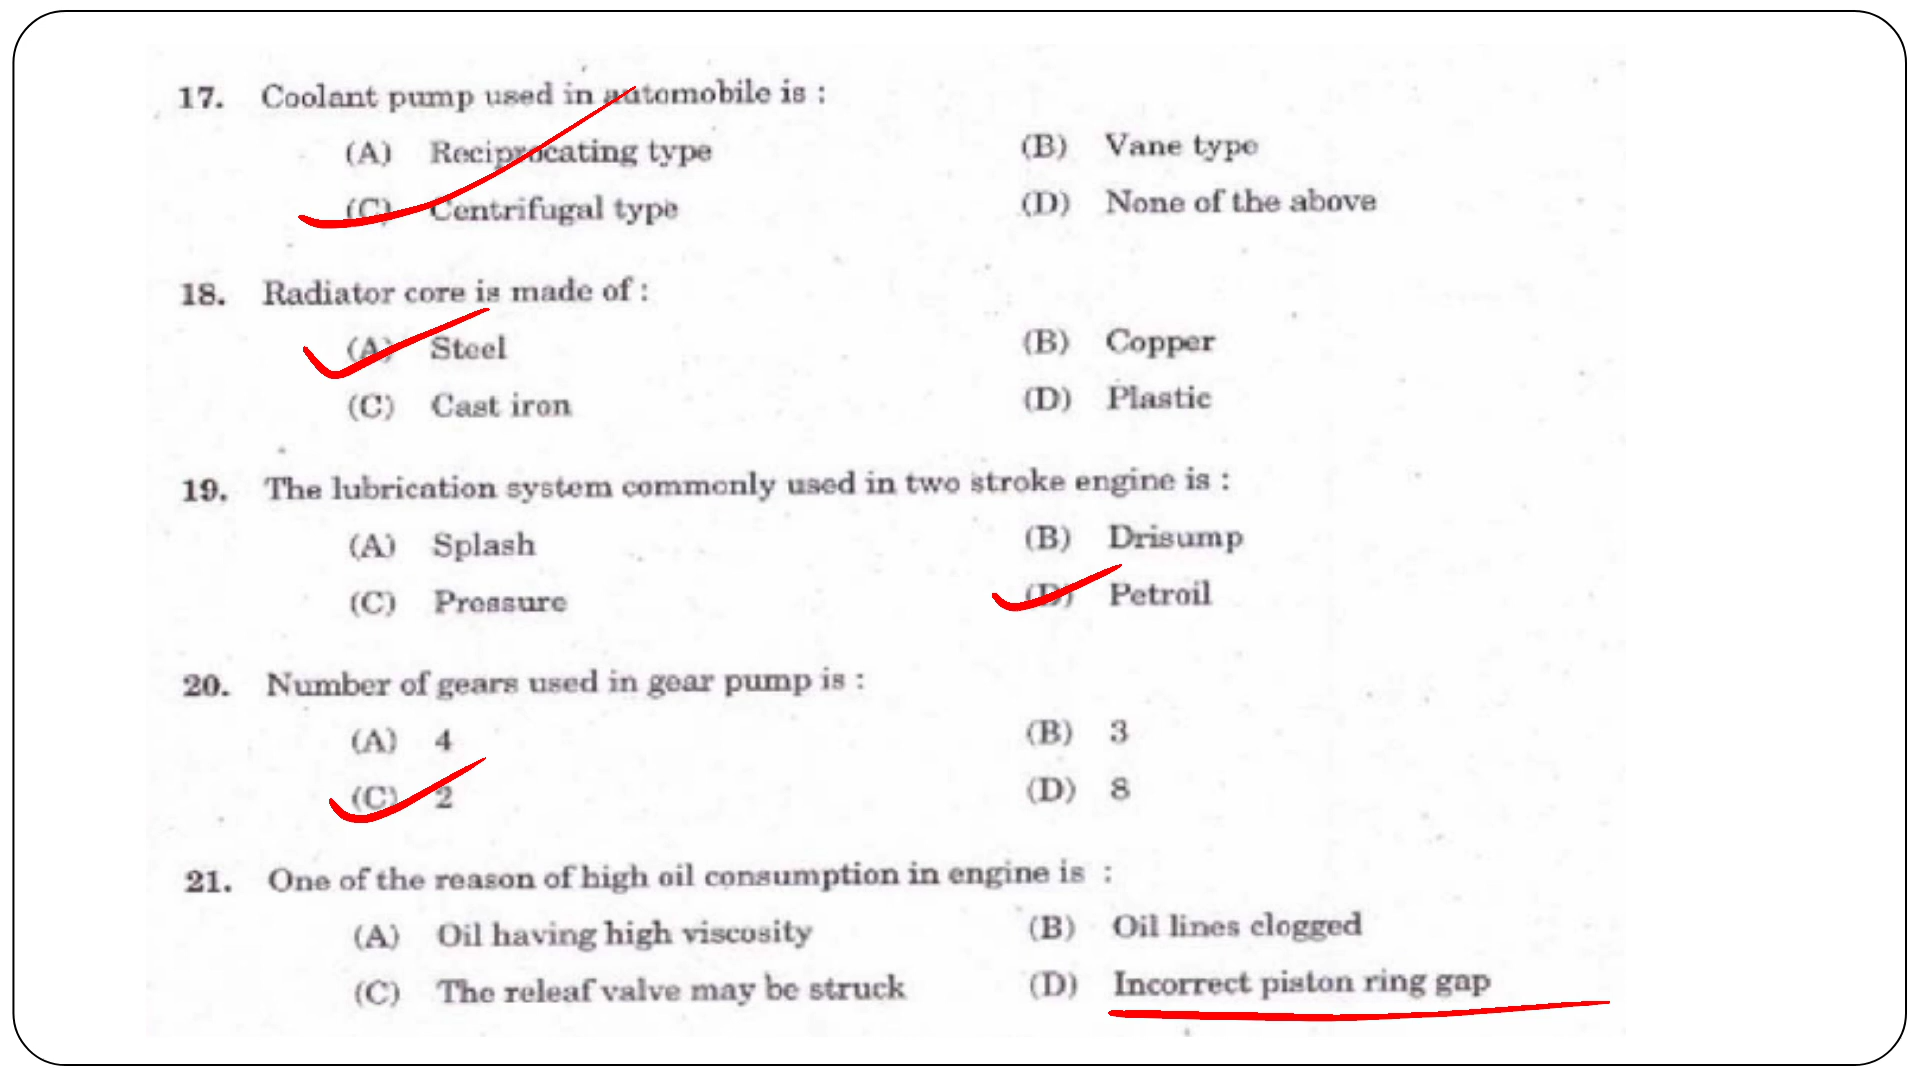 17. Coolant pump used in automobile is :
(A) Reciprocating type (B) Vane type
(C) Centrifugal type (D) None of the above
18. Radiator core is made of :
(A) Steel (B) Copper
(C) Cast iron (D) Plastic
19. The lubrication system commonly used in two stroke engine is :
(A) Splash (B) Drisump
(C) Pressure (D) Petroil
20. Number of gears used in gear pump is :
(A) 4 (B) 3
(C) 2 (D) 8
21. One of the reason of high oil consumption in engine is :
(A) Oil having high viscosity (B) Oil lines clogged
(C) The releaf valve may be struck (D) Incorrect piston ring gap